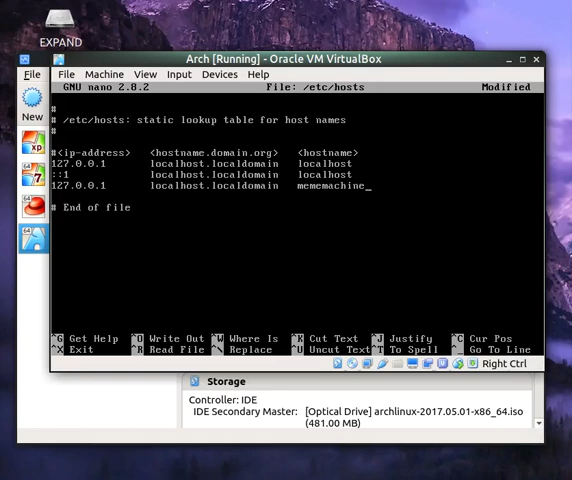 EXPAND
Arch [Running] - Oracle VM VirtualBox
File
File Machine View Input Devices Help
GNU nano 2.8.2 File: /etc/hosts Modified
New
#
# /etc/hosts: static lookup table for host names
#
#<ip-address> <hostname.domain.org> <hostname>
127.0.0.1 localhost.localdomain localhost
::1 localhost.localdomain localhost
127.0.0.1 localhost.localdomain mememachine_
# End of file
^G Get Help ^O Write Out ^W Where Is ^K Cut Text ^J Justify ^C Cur Pos
^X Exit ^R Read File ^\ Replace ^U Uncut Text ^T To Spell ^_ Go To Line
Right Ctrl
Storage
Controller: IDE
IDE Secondary Master: [Optical Drive] archlinux-2017.05.01-x86_64.iso
(481.00 MB)